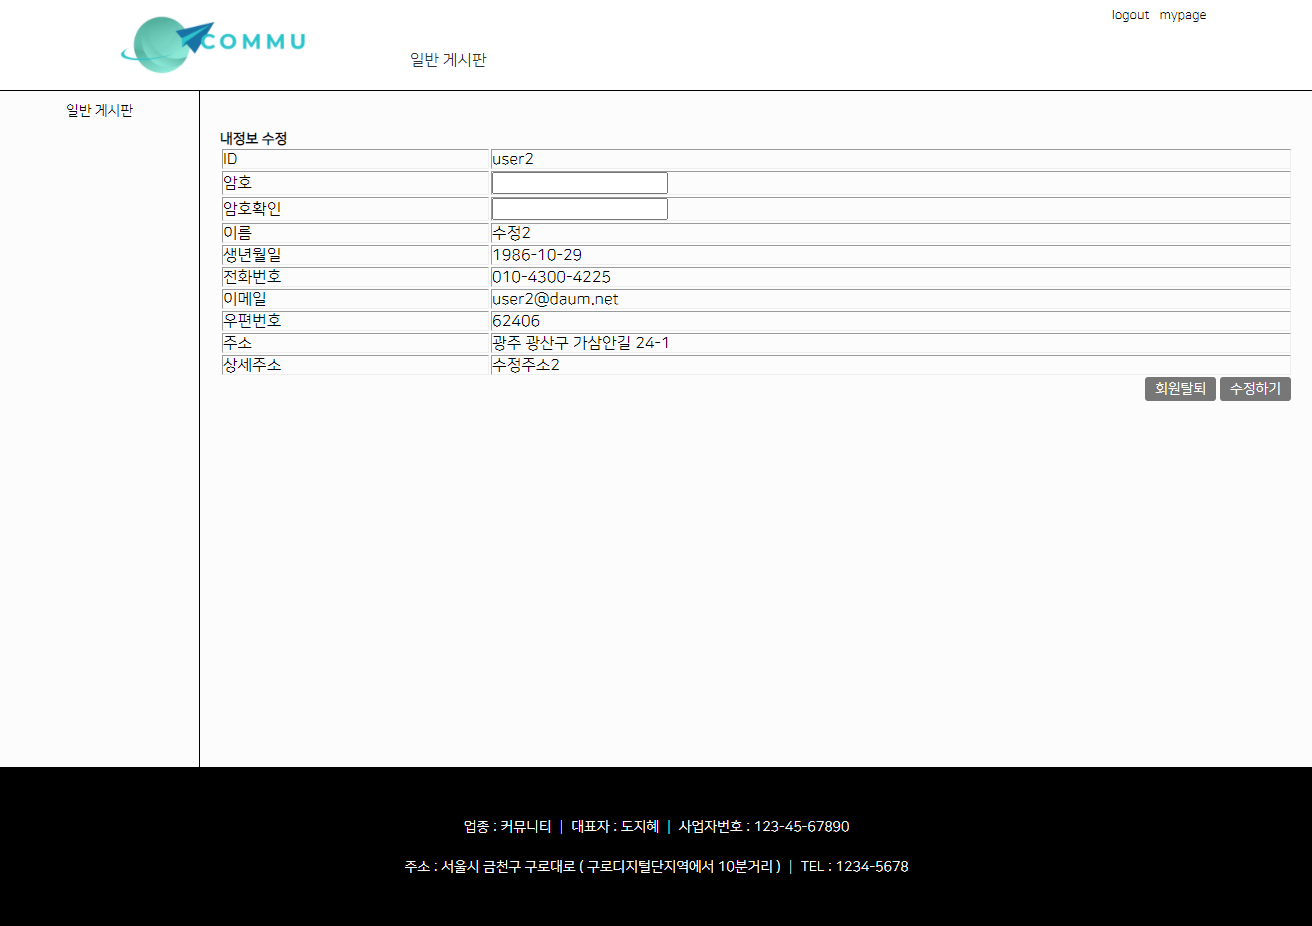 logout mypage
COMMU
일반 게시판
일반 게시판
내정보 수정
ID user2
암호
암호확인
이름 수정2
생년월일 1986-10-29
전화번호 010-4300-4225
이메일 user2@daum.net
우편번호 62406
주소 광주 광산구 가삼안길 24-1
상세주소 수정주소2
회원탈퇴 수정하기
업종 : 커뮤니티 | 대표자 : 도지혜 | 사업자번호 : 123-45-67890
주소 : 서울시 금천구 구로대로 ( 구로디지털단지역에서 10분거리 ) | TEL : 1234-5678